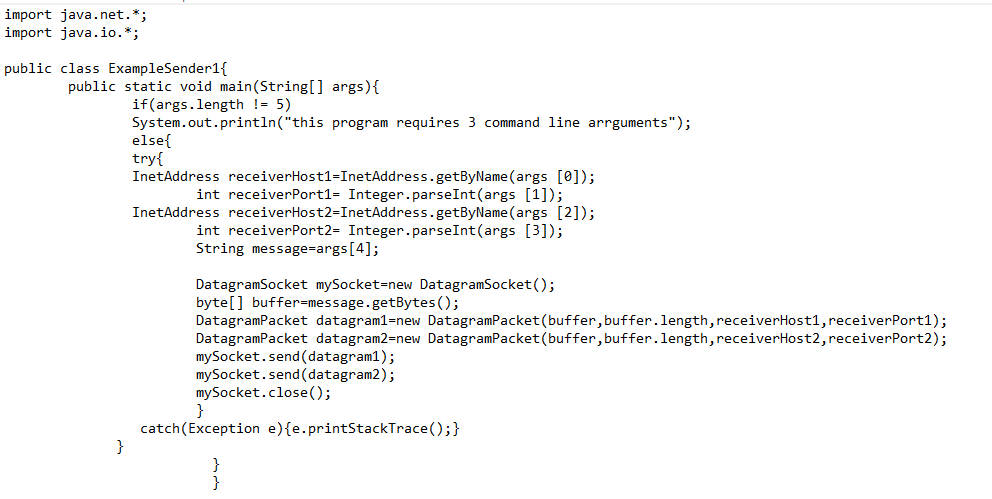 import java.net.*;
import java.io.*;
public class ExampleSender1{
public static void main(String[] args){
if(args.length != 5)
System.out.println("this program requires 3 command line arrguments");
else{
try{
InetAddress receiverHost1=InetAddress.getByName(args [0]);
int receiverPort1= Integer.parseInt(args [1]);
InetAddress receiverHost2=InetAddress.getByName(args [2]);
int receiverPort2= Integer.parseInt(args [3]);
String message=args[4];
DatagramSocket mySocket=new DatagramSocket();
byte[] buffer=message.getBytes();
DatagramPacket datagram1=new DatagramPacket(buffer,buffer.length,receiverHost1,receiverPort1);
DatagramPacket datagram2=new DatagramPacket(buffer,buffer.length,receiverHost2,receiverPort2);
mySocket.send(datagram1);
mySocket.send(datagram2);
mySocket.close();
}
catch(Exception e){e.printStackTrace();}
}
}
}